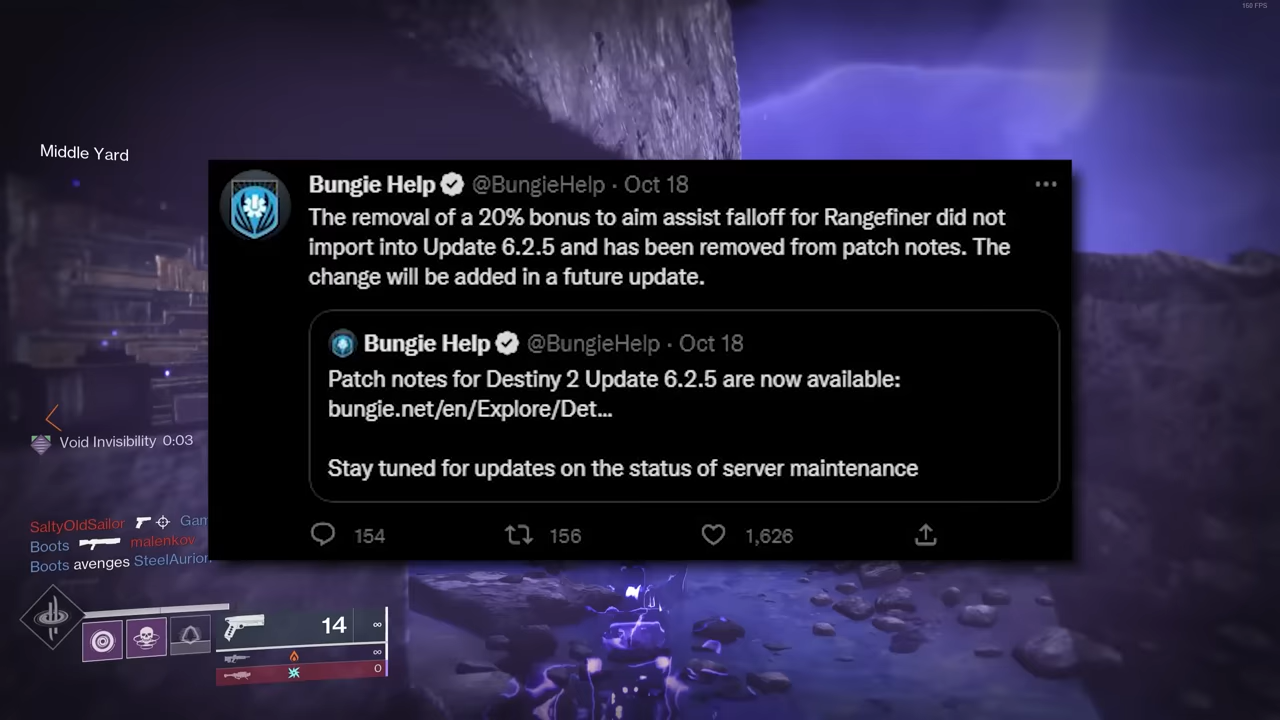 160 FPS
Middle Yard
Bungie Help @BungieHelp · Oct 18
The removal of a 20% bonus to aim assist falloff for Rangefiner did not
import into Update 6.2.5 and has been removed from patch notes. The
change will be added in a future update.
Bungie Help @BungieHelp · Oct 18
Patch notes for Destiny 2 Update 6.2.5 are now available:
bungie.net/en/Explore/Det...
Stay tuned for updates on the status of server maintenance
154 156 1,626
Void Invisibility 0:03
SaltyOldSailor Gam
Boots malenkov
Boots avenges SteelAurion
14 ∞
∞
0